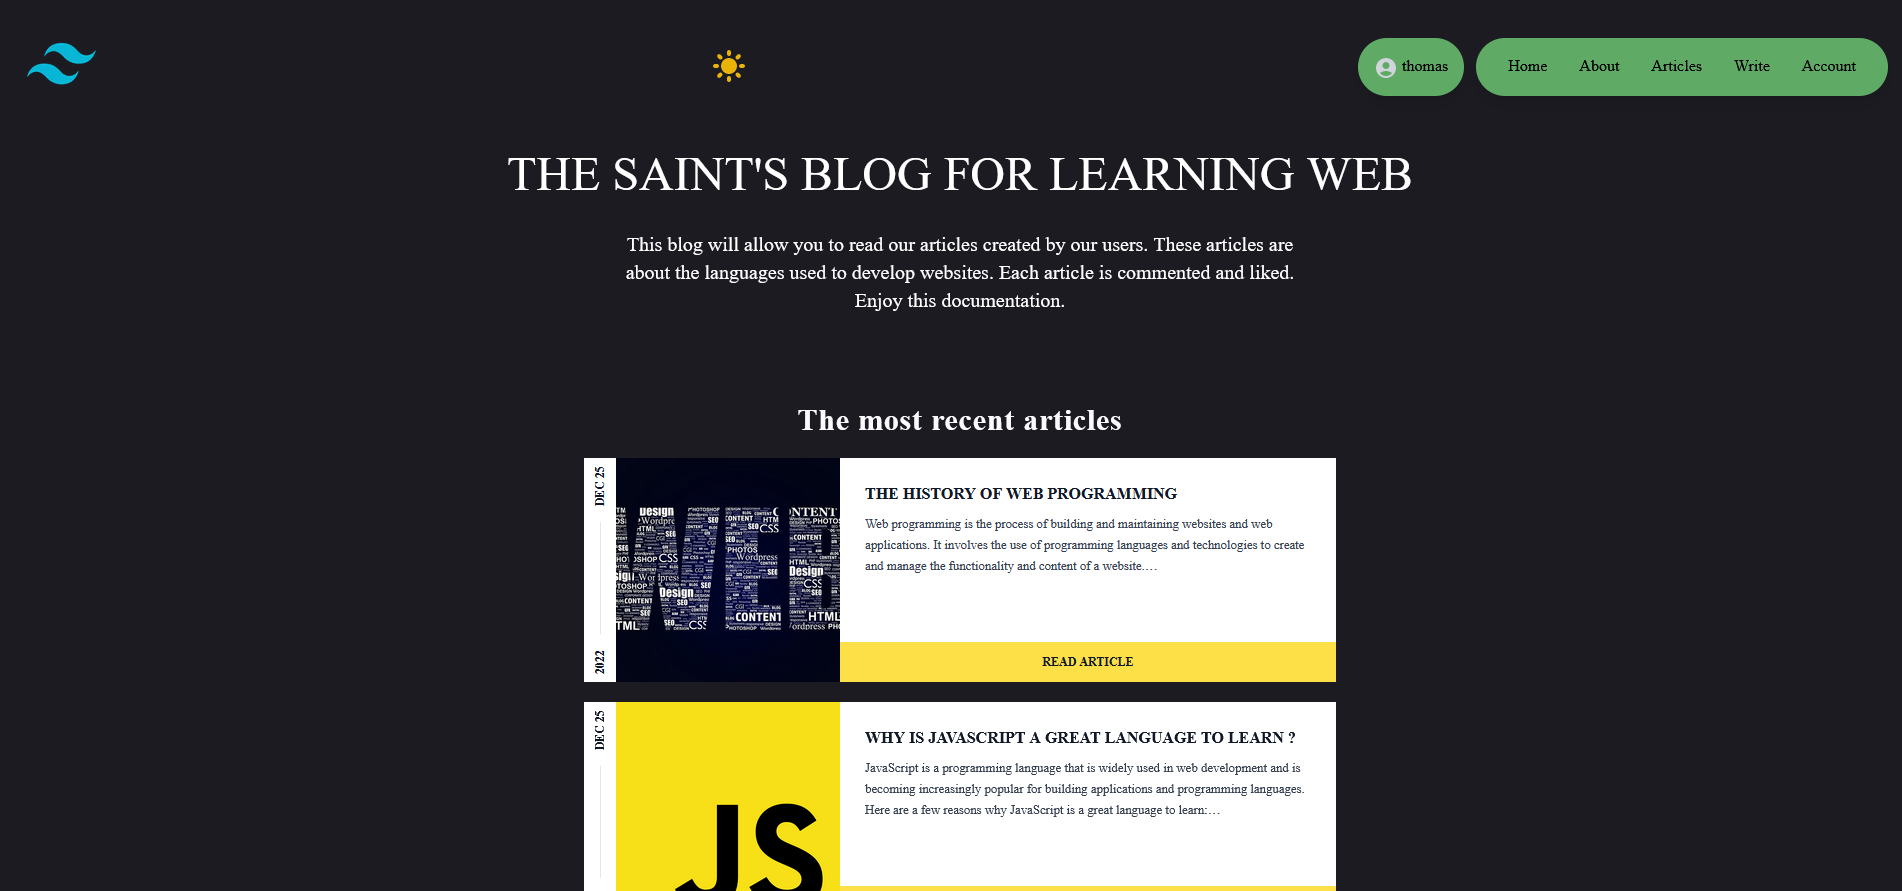 thomas
Home
About
Articles
Write
Account
THE SAINT'S BLOG FOR LEARNING WEB
This blog will allow you to read our articles created by our users. These articles are
about the languages used to develop websites. Each article is commented and liked.
Enjoy this documentation.
The most recent articles
DEC 25
2022
THE HISTORY OF WEB PROGRAMMING
Web programming is the process of building and maintaining websites and web
applications. It involves the use of programming languages and technologies to create
and manage the functionality and content of a website.…
READ ARTICLE
DEC 25
JS
WHY IS JAVASCRIPT A GREAT LANGUAGE TO LEARN ?
JavaScript is a programming language that is widely used in web development and is
becoming increasingly popular for building applications and programming languages.
Here are a few reasons why JavaScript is a great language to learn:…